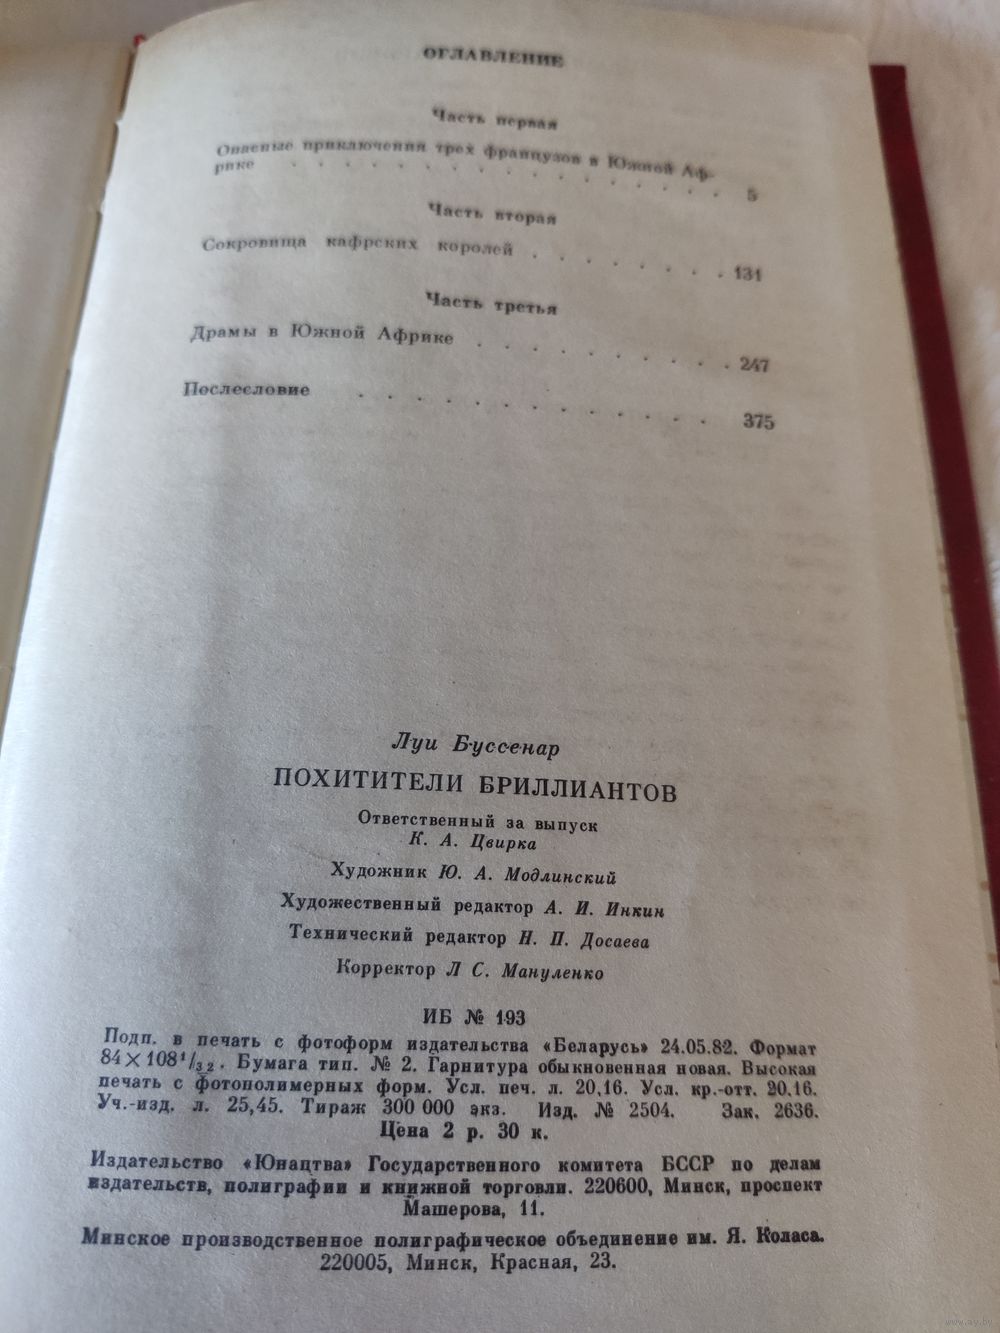 ОГЛАВЛЕНИЕ
Часть первая
Опасные приключения трех французов в Южной Аф-
рике . . . . . . . . . . . . . . . . 5
Часть вторая
Сокровища кафрских королей . . . . . . . . 131
Часть третья
Драмы в Южной Африке . . . . . . . . . . 247
Послесловие . . . . . . . . . . . . . 375
Луи Буссенар
ПОХИТИТЕЛИ БРИЛЛИАНТОВ
Ответственный за выпуск
К. А. Цвирка
Художник Ю. А. Модлинский
Художественный редактор А. И. Инкин
Технический редактор Н. П. Досаева
Корректор Л С. Мануленко
ИБ № 193
Подп. в печать с фотоформ издательства «Беларусь» 24.05.82. Формат
84×108¹/₃₂. Бумага тип. № 2. Гарнитура обыкновенная новая. Высокая
печать с фотополимерных форм. Усл. печ. л. 20,16. Усл. кр.-отт. 20.16.
Уч.-изд. л. 25,45. Тираж 300 000 экз. Изд. № 2504. Зак. 2636.
Цена 2 р. 30 к.
Издательство «Юнацтва» Государственного комитета БССР по делам
издательств, полиграфии и книжной торговли. 220600, Минск, проспект
Машерова, 11.
Минское производственное полиграфическое объединение им. Я. Коласа.
220005, Минск, Красная, 23.
www.ay.by